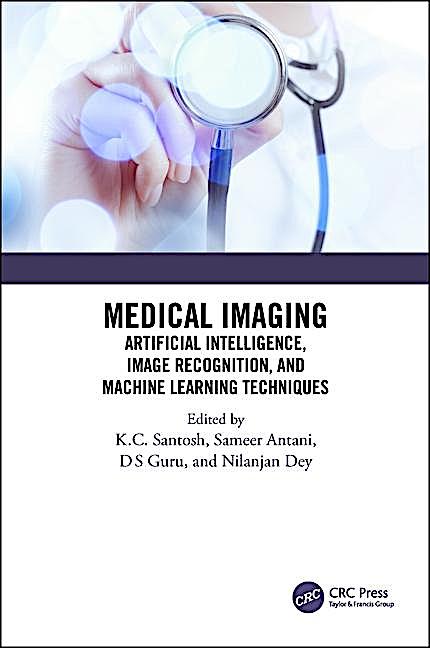 MEDICAL IMAGING
ARTIFICIAL INTELLIGENCE,
IMAGE RECOGNITION, AND
MACHINE LEARNING TECHNIQUES
Edited by
K.C. Santosh, Sameer Antani,
D S Guru, and Nilanjan Dey
CRC
CRC Press
Taylor & Francis Group